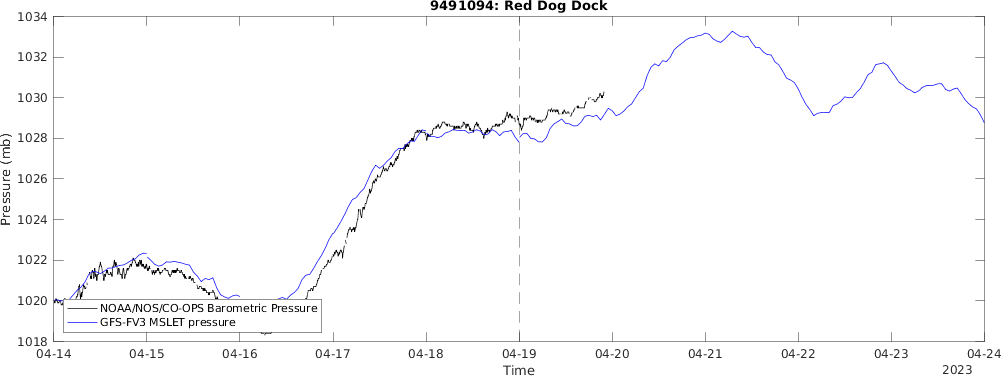 9491094: Red Dog Dock
Pressure (mb)
1034
1032
1030
1028
1026
1024
1022
1020
1018
NOAA/NOS/CO-OPS Barometric Pressure
GFS-FV3 MSLET pressure
04-14 04-15 04-16 04-17 04-18 04-19 04-20 04-21 04-22 04-23 04-24
Time
2023